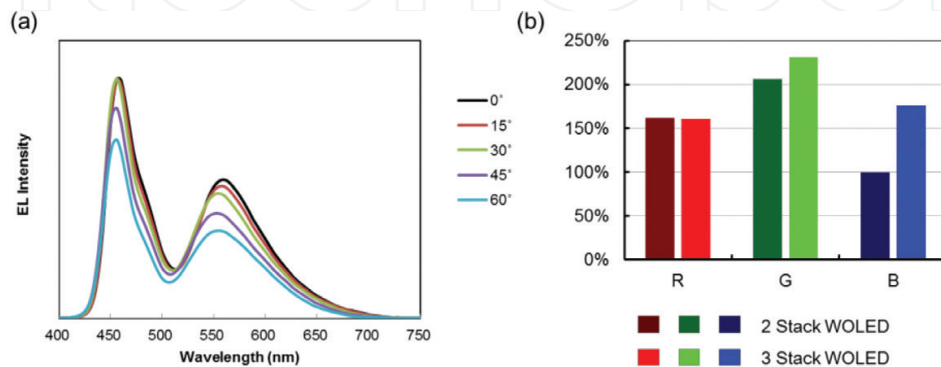 (a)
EL Intensity
400 450 500 550 600 650 700 750
Wavelength (nm)
0˚
15˚
30˚
45˚
60˚
(b)
250%
200%
150%
100%
50%
0%
R G B
2 Stack WOLED
3 Stack WOLED